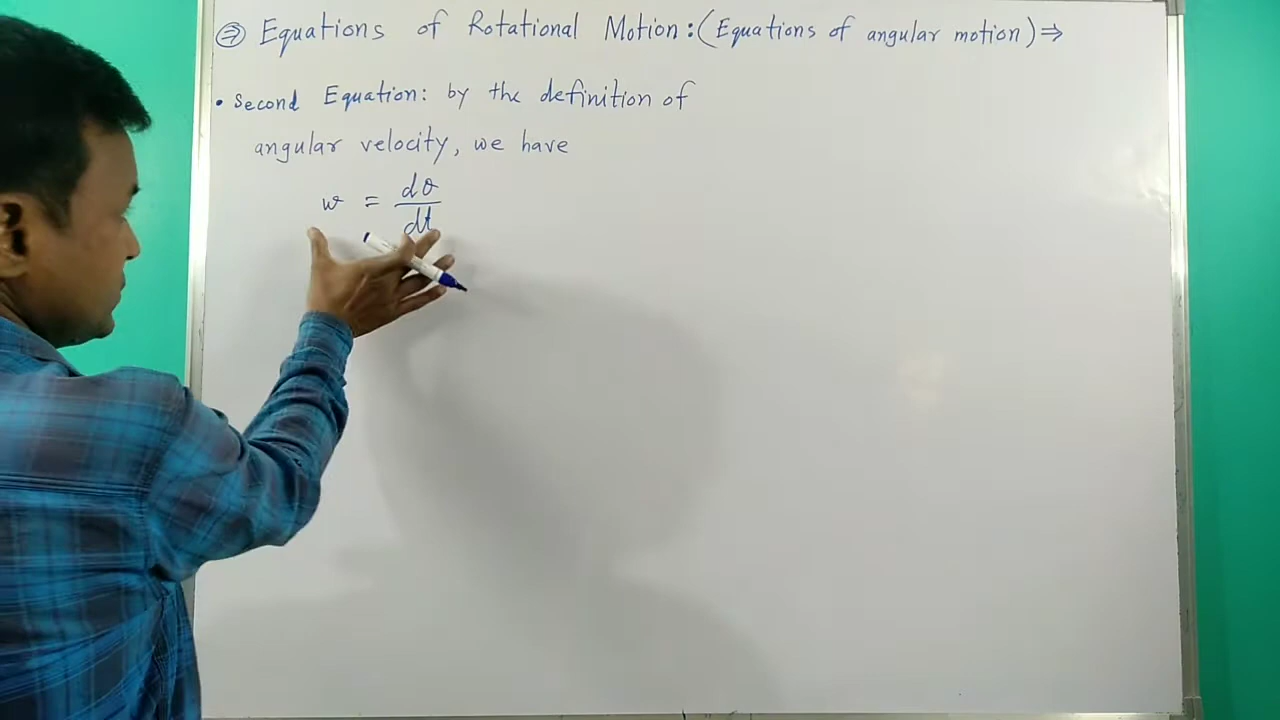 ⇒ Equations of Rotational Motion: (Equations of angular motion) ⇒
• Second Equation: by the definition of
angular velocity, we have
w = dθ/dt